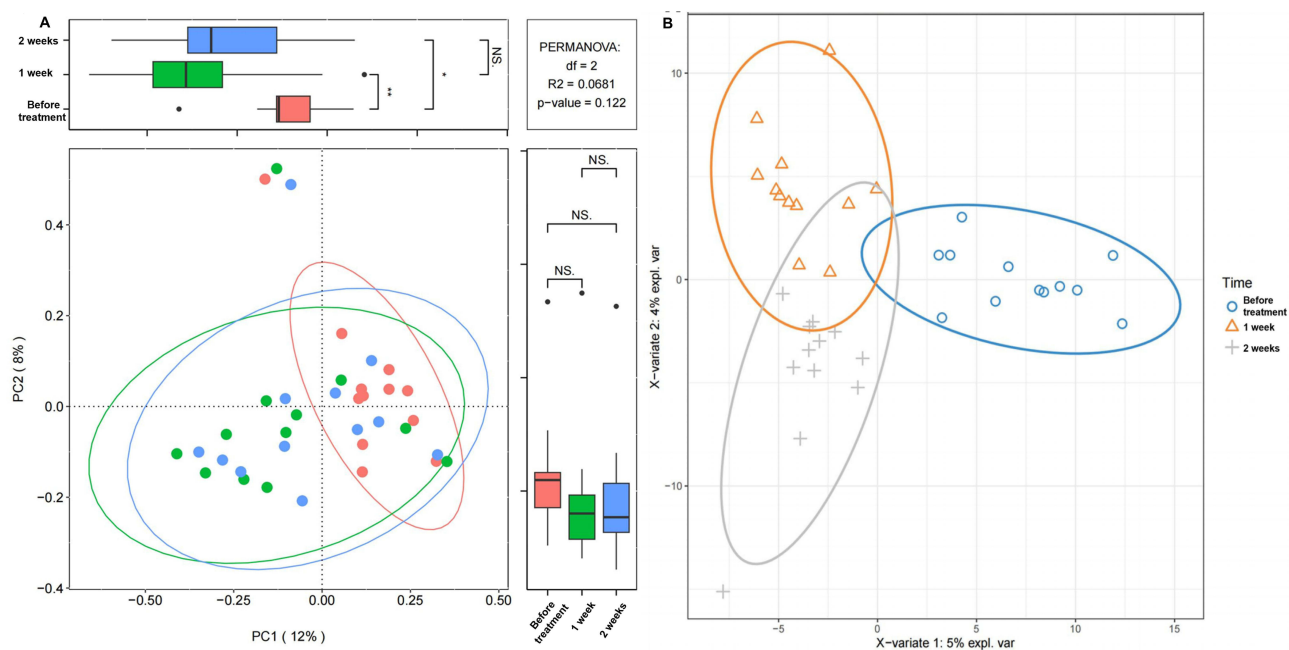 A
2 weeks
1 week
Before
treatment
NS.
*
**
PERMANOVA:
df = 2
R2 = 0.0681
p-value = 0.122
PC2 ( 8%)
0.4
0.2
0.0
−0.2
−0.4
−0.50
−0.25
0.00
0.25
0.50
PC1 ( 12%)
NS.
NS.
NS.
Before
treatment
1 week
2 weeks
B
X−variate 2: 4% expl. var
10
0
−10
−5
0
5
10
15
X−variate 1: 5% expl. var
Time
Before
treatment
1 week
2 weeks